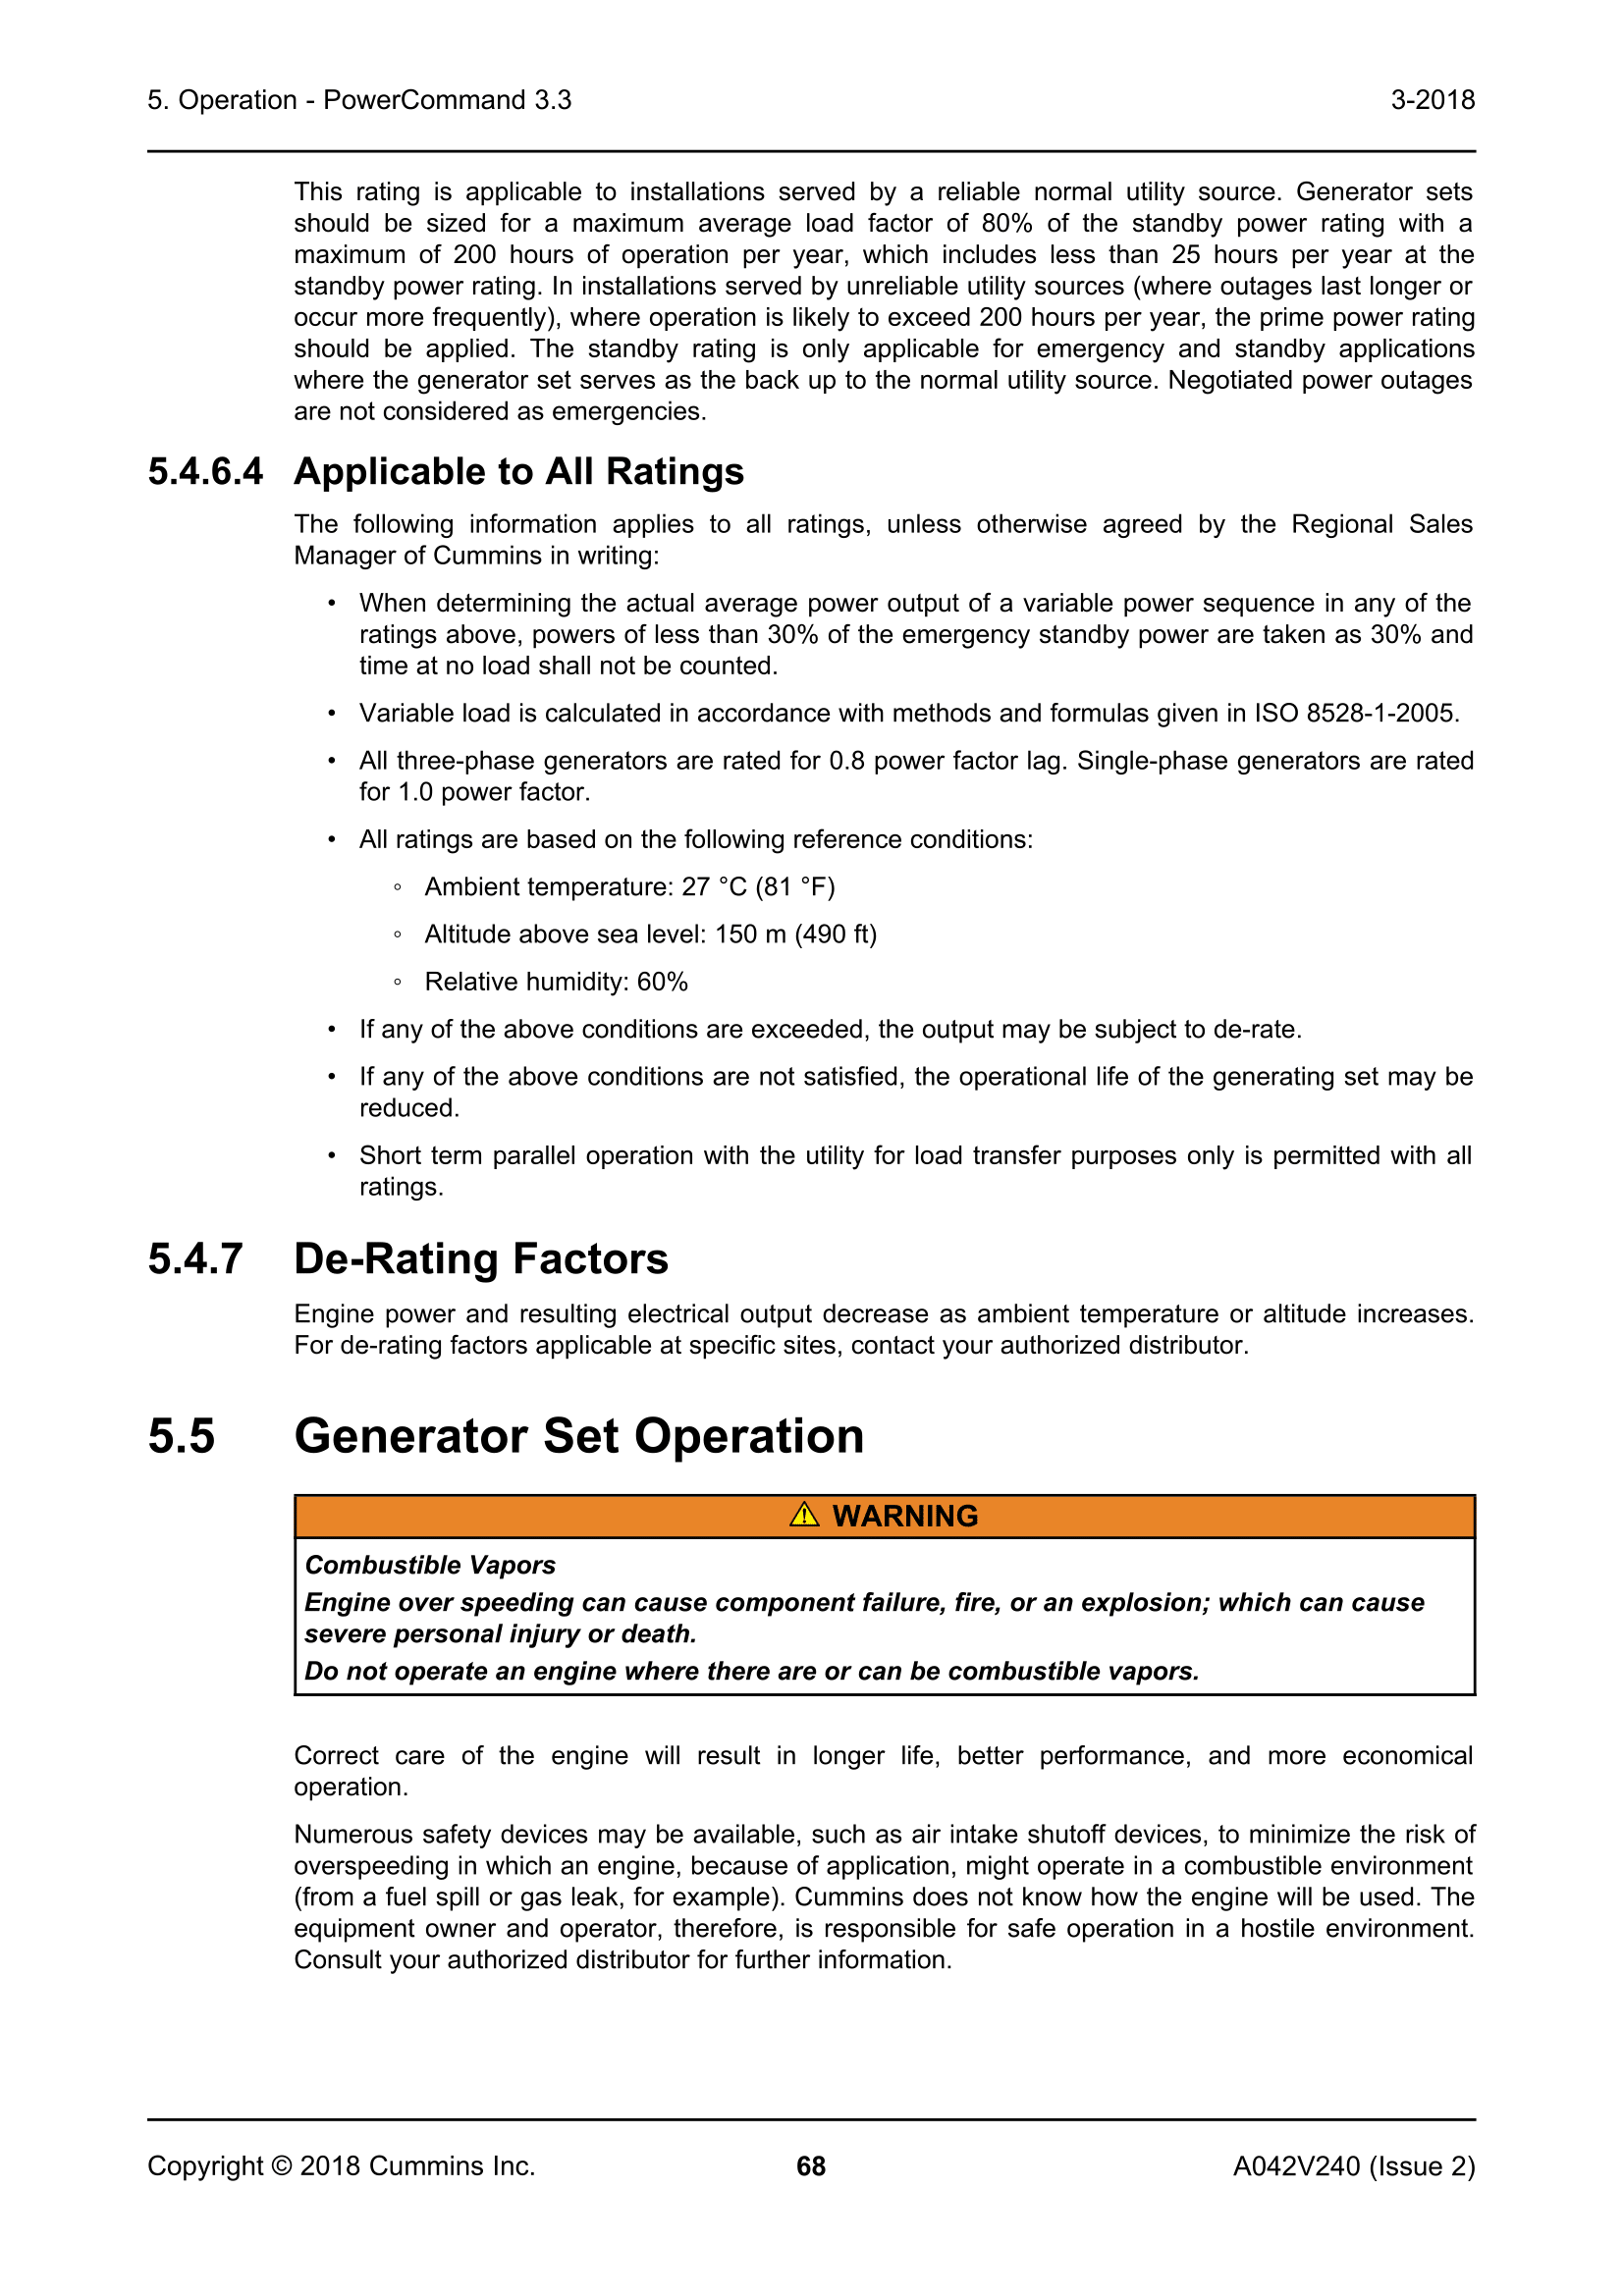 5. Operation - PowerCommand 3.3 3-2018
This rating is applicable to installations served by a reliable normal utility source. Generator sets
should be sized for a maximum average load factor of 80% of the standby power rating with a
maximum of 200 hours of operation per year, which includes less than 25 hours per year at the
standby power rating. In installations served by unreliable utility sources (where outages last longer or
occur more frequently), where operation is likely to exceed 200 hours per year, the prime power rating
should be applied. The standby rating is only applicable for emergency and standby applications
where the generator set serves as the back up to the normal utility source. Negotiated power outages
are not considered as emergencies.
5.4.6.4 Applicable to All Ratings
The following information applies to all ratings, unless otherwise agreed by the Regional Sales
Manager of Cummins in writing:
• When determining the actual average power output of a variable power sequence in any of the
ratings above, powers of less than 30% of the emergency standby power are taken as 30% and
time at no load shall not be counted.
• Variable load is calculated in accordance with methods and formulas given in ISO 8528-1-2005.
• All three-phase generators are rated for 0.8 power factor lag. Single-phase generators are rated
for 1.0 power factor.
• All ratings are based on the following reference conditions:
◦ Ambient temperature: 27 °C (81 °F)
◦ Altitude above sea level: 150 m (490 ft)
◦ Relative humidity: 60%
• If any of the above conditions are exceeded, the output may be subject to de-rate.
• If any of the above conditions are not satisfied, the operational life of the generating set may be
reduced.
• Short term parallel operation with the utility for load transfer purposes only is permitted with all
ratings.
5.4.7 De-Rating Factors
Engine power and resulting electrical output decrease as ambient temperature or altitude increases.
For de-rating factors applicable at specific sites, contact your authorized distributor.
5.5 Generator Set Operation
WARNING
Combustible Vapors
Engine over speeding can cause component failure, fire, or an explosion; which can cause
severe personal injury or death.
Do not operate an engine where there are or can be combustible vapors.
Correct care of the engine will result in longer life, better performance, and more economical
operation.
Numerous safety devices may be available, such as air intake shutoff devices, to minimize the risk of
overspeeding in which an engine, because of application, might operate in a combustible environment
(from a fuel spill or gas leak, for example). Cummins does not know how the engine will be used. The
equipment owner and operator, therefore, is responsible for safe operation in a hostile environment.
Consult your authorized distributor for further information.
Copyright © 2018 Cummins Inc. 68 A042V240 (Issue 2)